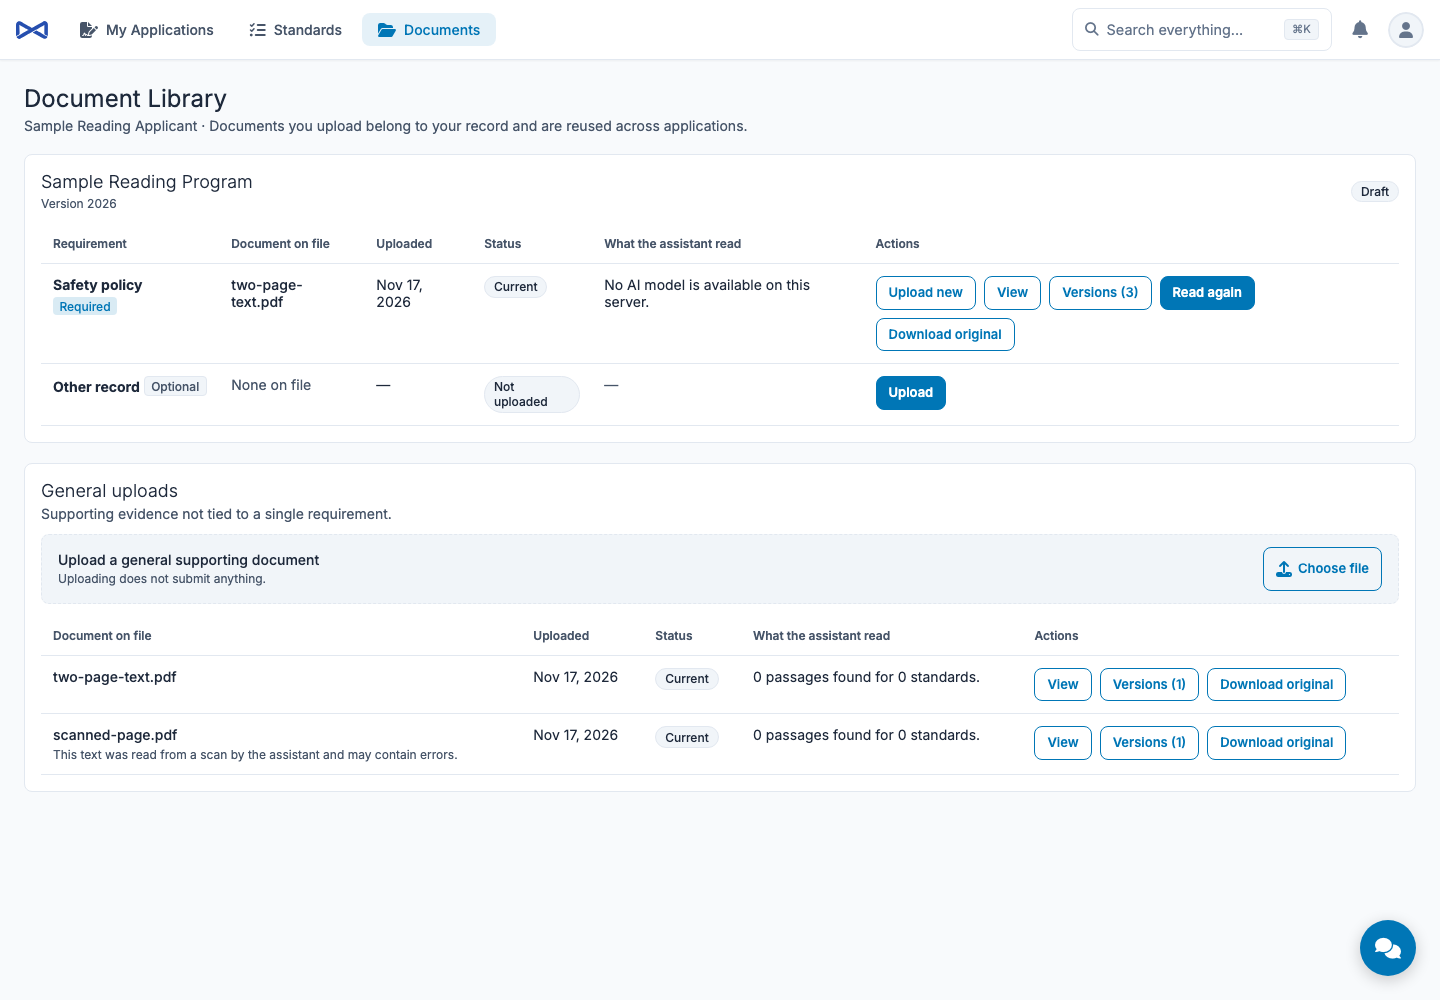 My Applications
Standards
Documents
Search everything...
⌘K
Document Library
Sample Reading Applicant · Documents you upload belong to your record and are reused across applications.
Sample Reading Program
Version 2026
Draft
Requirement Document on file Uploaded Status What the assistant read Actions
Safety policy
Required
two-page-
text.pdf
Nov 17,
2026
Current
No AI model is available on this
server.
Upload new View Versions (3) Read again
Download original
Other record Optional
None on file
—
Not
uploaded
—
Upload
General uploads
Supporting evidence not tied to a single requirement.
Upload a general supporting document
Uploading does not submit anything.
Choose file
Document on file Uploaded Status What the assistant read Actions
two-page-text.pdf Nov 17, 2026 Current 0 passages found for 0 standards. View Versions (1) Download original
scanned-page.pdf Nov 17, 2026 Current 0 passages found for 0 standards. View Versions (1) Download original
This text was read from a scan by the assistant and may contain errors.